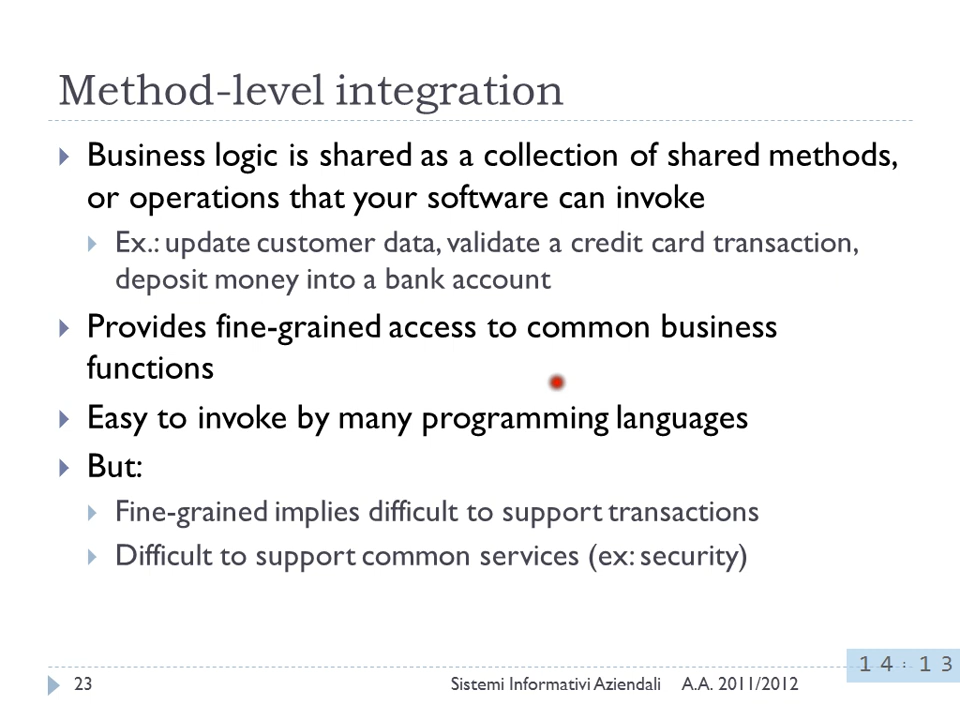 Method-level integration
Business logic is shared as a collection of shared methods,
or operations that your software can invoke
Ex.: update customer data, validate a credit card transaction,
deposit money into a bank account
Provides fine-grained access to common business
functions
Easy to invoke by many programming languages
But:
Fine-grained implies difficult to support transactions
Difficult to support common services (ex: security)
14:13
23 Sistemi Informativi Aziendali A.A. 2011/2012